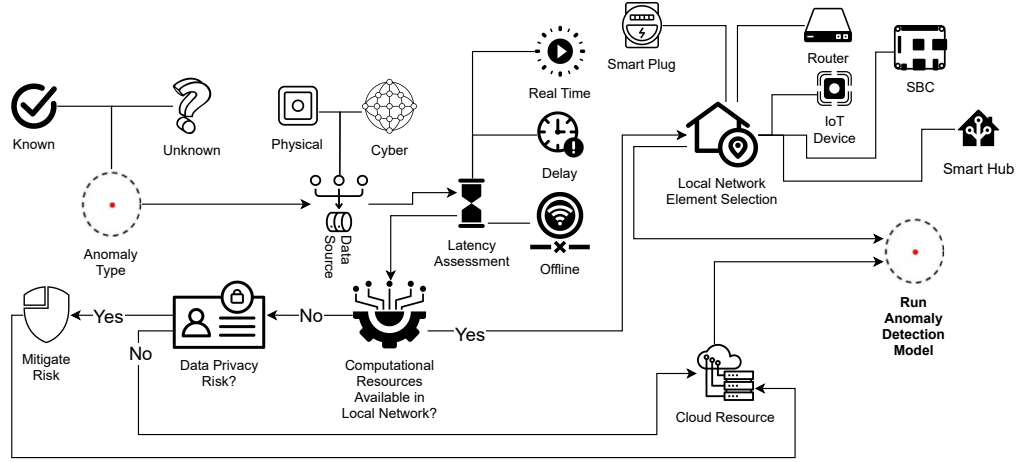 Smart Plug
Router
SBC
Real Time
IoT
Device
Known
Unknown
Physical
Cyber
Delay
Smart Hub
Local Network
Element Selection
Anomaly
Type
Data
Source
Latency
Assessment
Offline
Run
Anomaly
Detection
Model
Yes
No
Yes
No
Mitigate
Risk
Data Privacy
Risk?
Computational
Resources
Available in
Local Network?
Cloud Resource